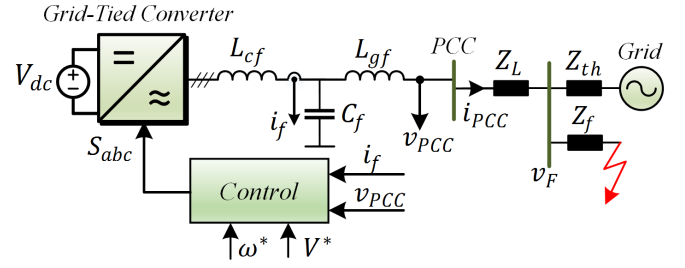 Grid-Tied Converter
V_dc
L_cf
L_gf
PCC
Z_L
Z_th
Grid
i_f
C_f
v_PCC
i_PCC
Z_f
v_F
S_abc
Control
i_f
v_PCC
ω*
V*